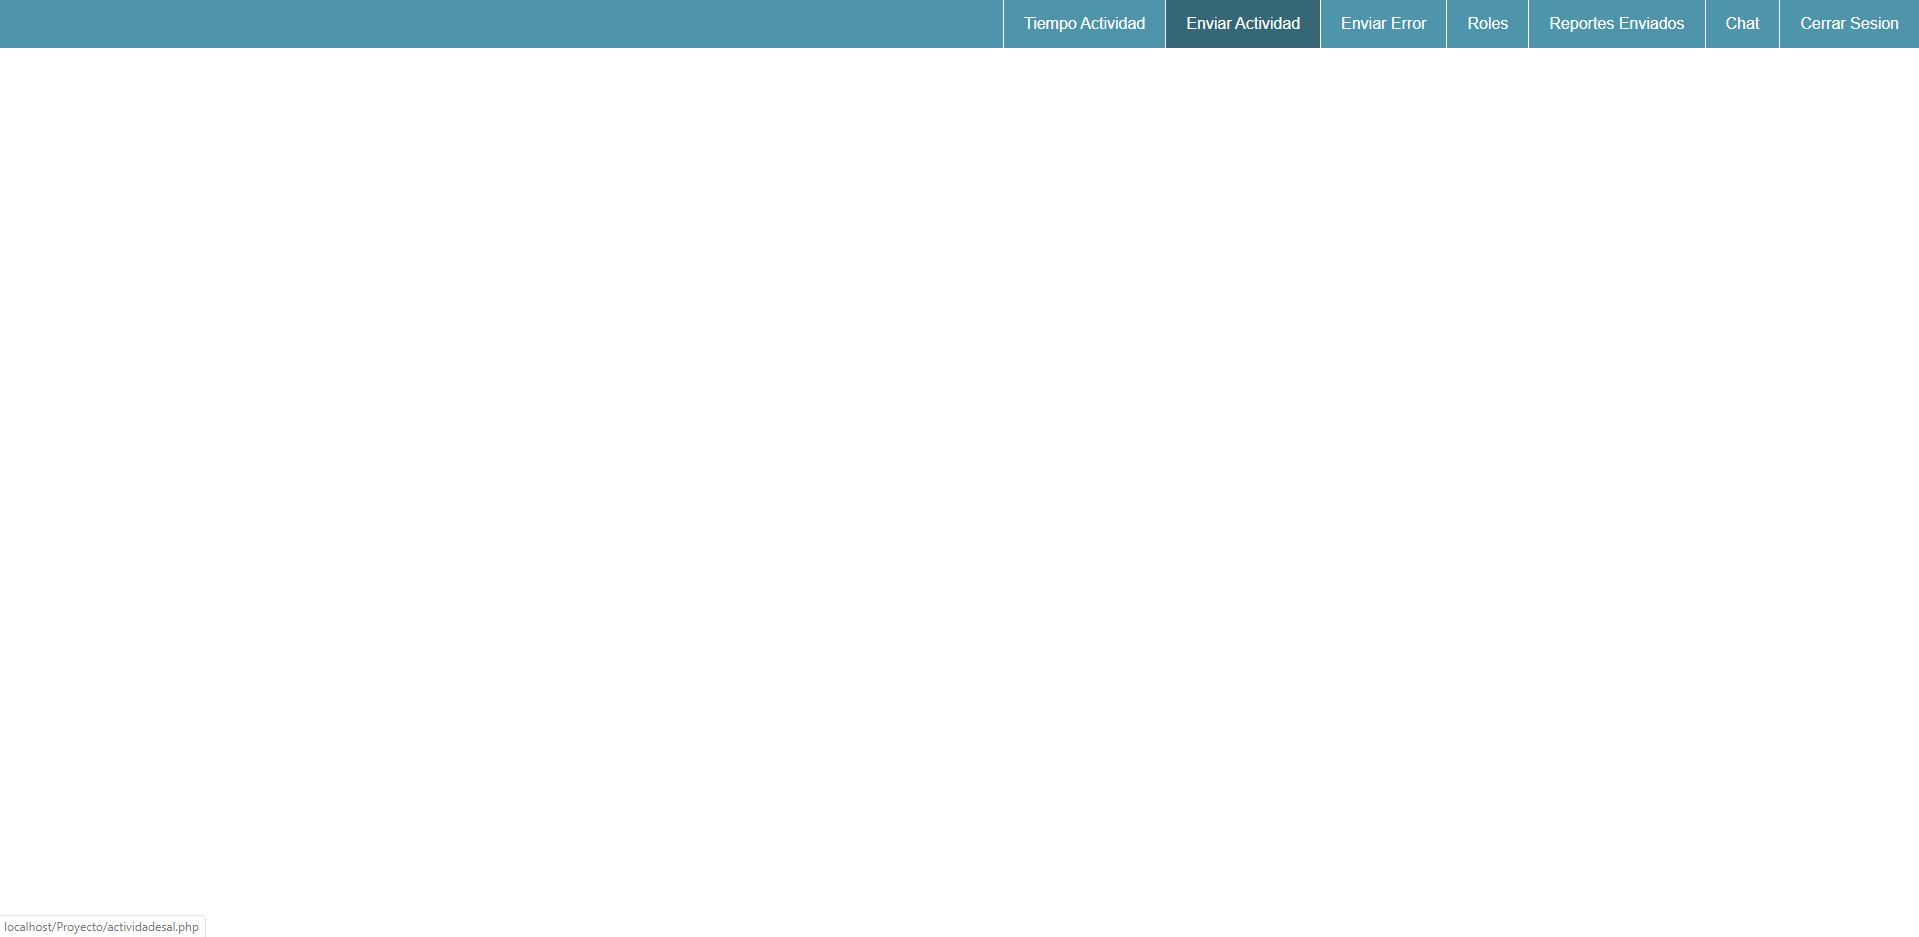 Tiempo Actividad Enviar Actividad Enviar Error Roles Reportes Enviados Chat Cerrar Sesion
localhost/Proyecto/actividadesal.php